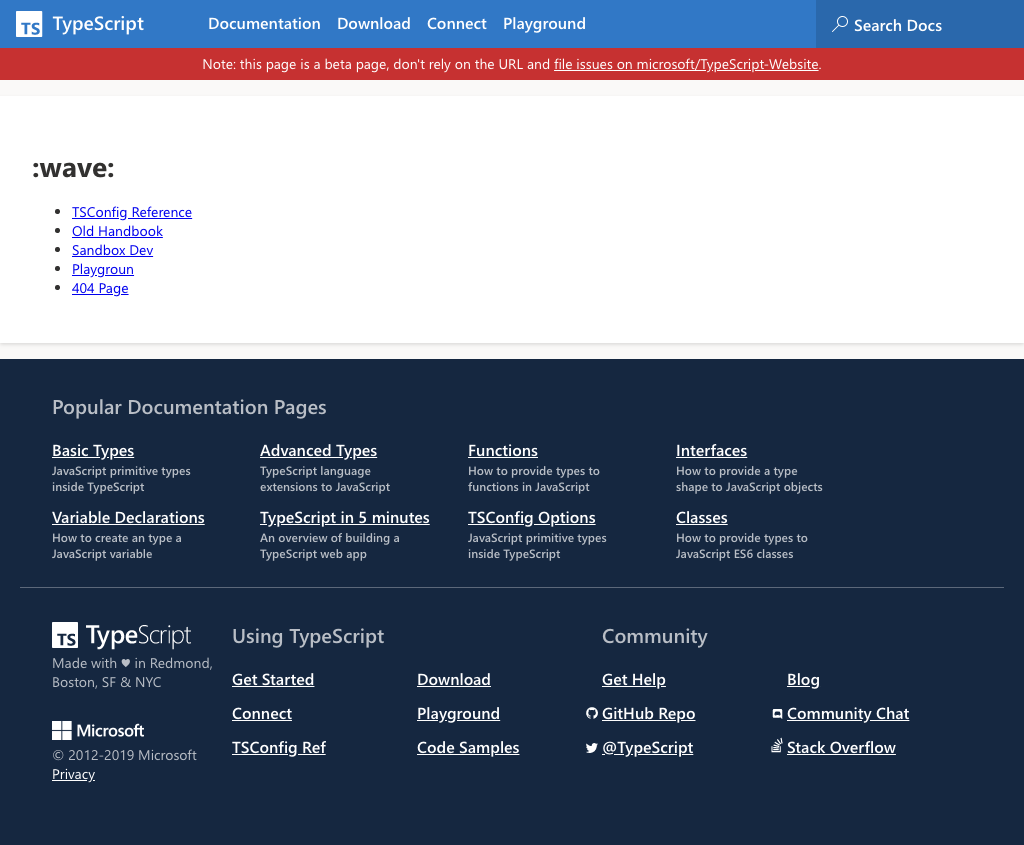 TS TypeScript Documentation Download Connect Playground Search Docs
Note: this page is a beta page, don't rely on the URL and file issues on microsoft/TypeScript-Website.
:wave:
TSConfig Reference
Old Handbook
Sandbox Dev
Playgroun
404 Page
Popular Documentation Pages
Basic Types
JavaScript primitive types
inside TypeScript
Advanced Types
TypeScript language
extensions to JavaScript
Functions
How to provide types to
functions in JavaScript
Interfaces
How to provide a type
shape to JavaScript objects
Variable Declarations
How to create an type a
JavaScript variable
TypeScript in 5 minutes
An overview of building a
TypeScript web app
TSConfig Options
JavaScript primitive types
inside TypeScript
Classes
How to provide types to
JavaScript ES6 classes
TS TypeScript
Made with ♥ in Redmond,
Boston, SF & NYC
Microsoft
© 2012-2019 Microsoft
Privacy
Using TypeScript
Get Started
Download
Connect
Playground
TSConfig Ref
Code Samples
Community
Get Help
Blog
GitHub Repo
Community Chat
@TypeScript
Stack Overflow